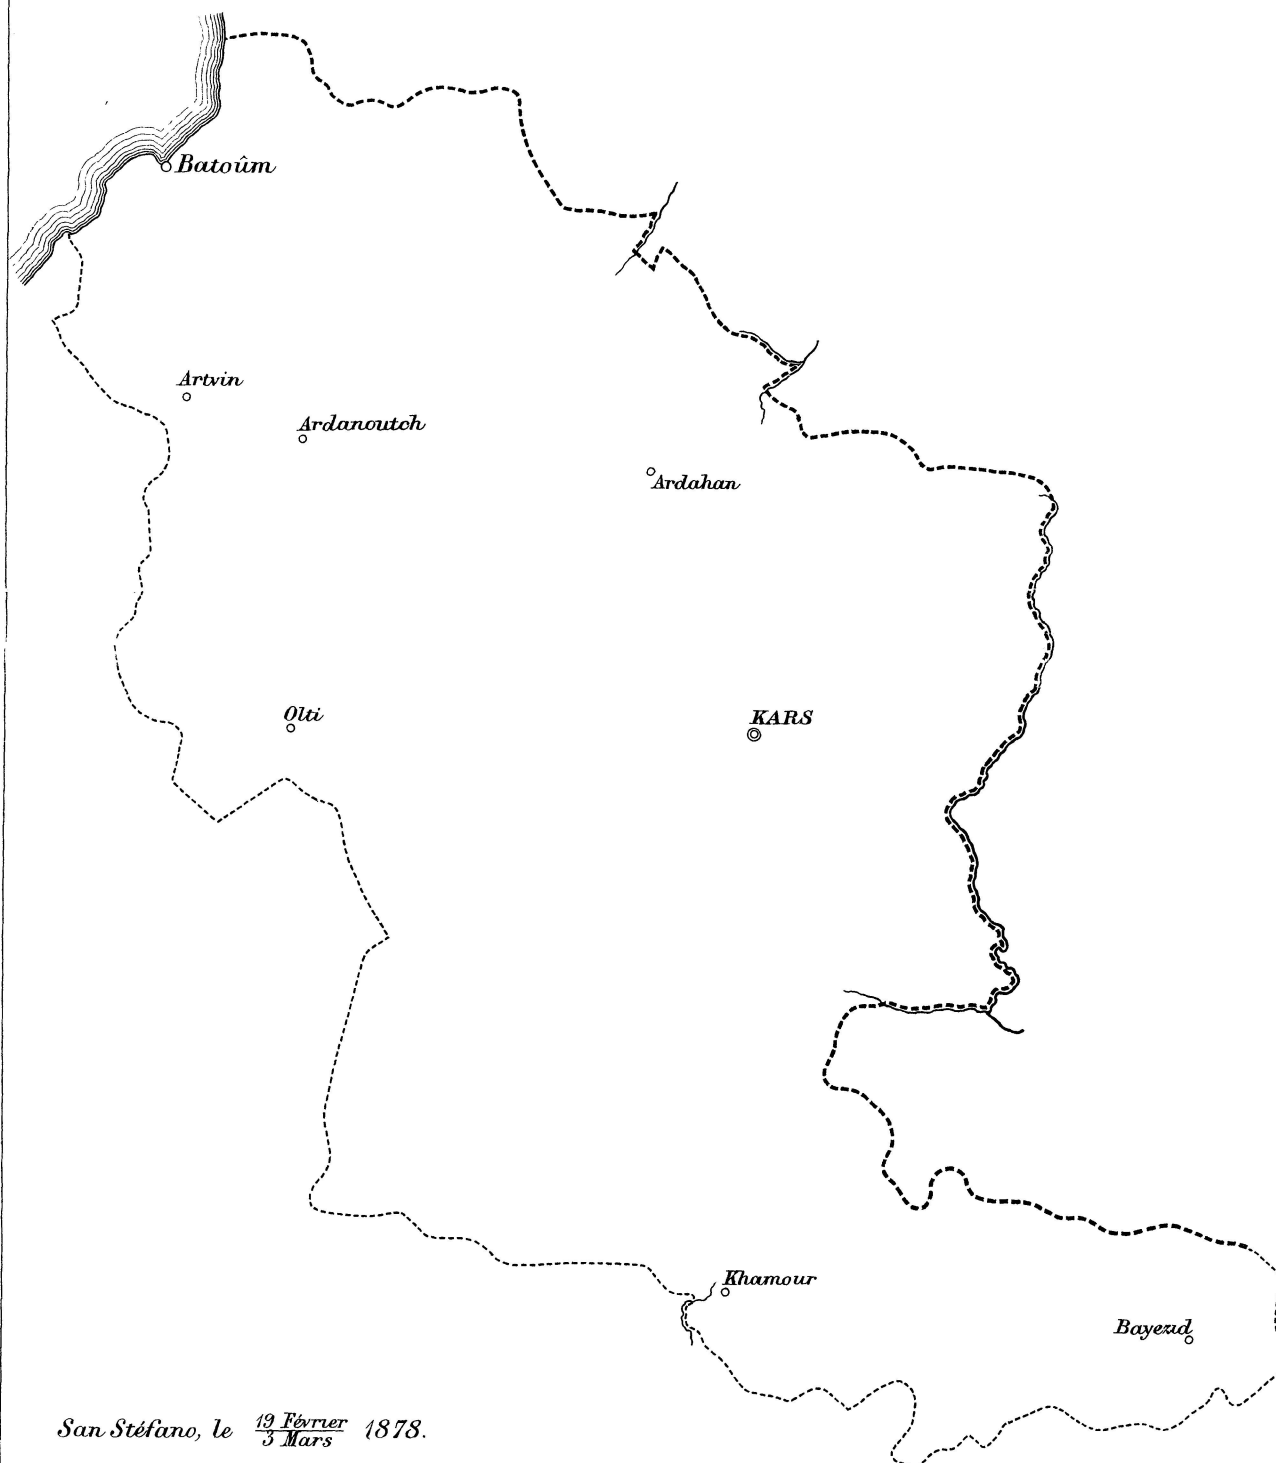 Batoûm
Artvin
Ardanoutch
Ardahan
Olti
KARS
Khamour
Bayezid
San Stéfano, le 19 Février / 3 Mars 1878.